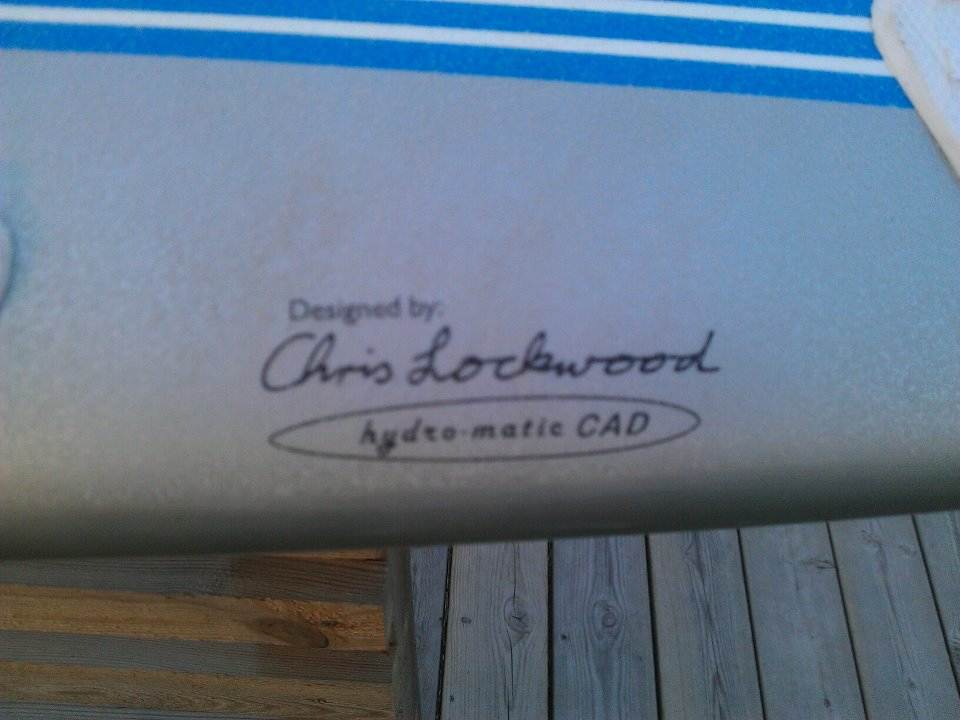 Designed by:
Chris Lockwood
hydro-matic CAD